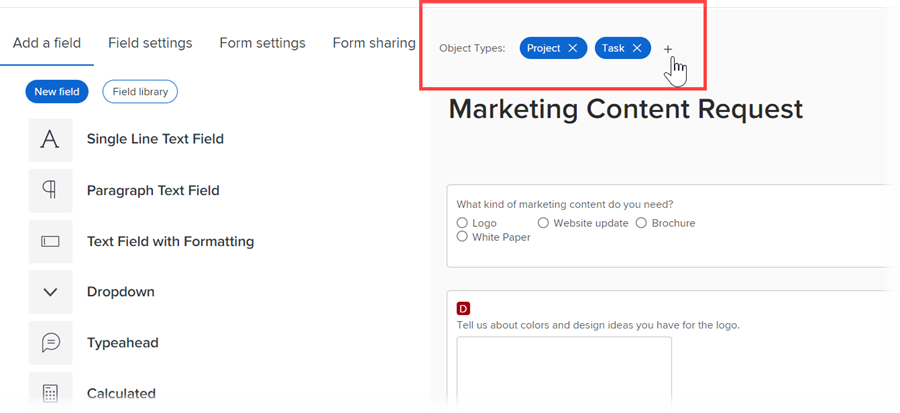 Add a field Field settings Form settings Form sharing
New field Field library
Single Line Text Field
Paragraph Text Field
Text Field with Formatting
Dropdown
Typeahead
Calculated
Object Types: Project Task
Marketing Content Request
What kind of marketing content do you need?
Logo Website update Brochure
White Paper
D
Tell us about colors and design ideas you have for the logo.